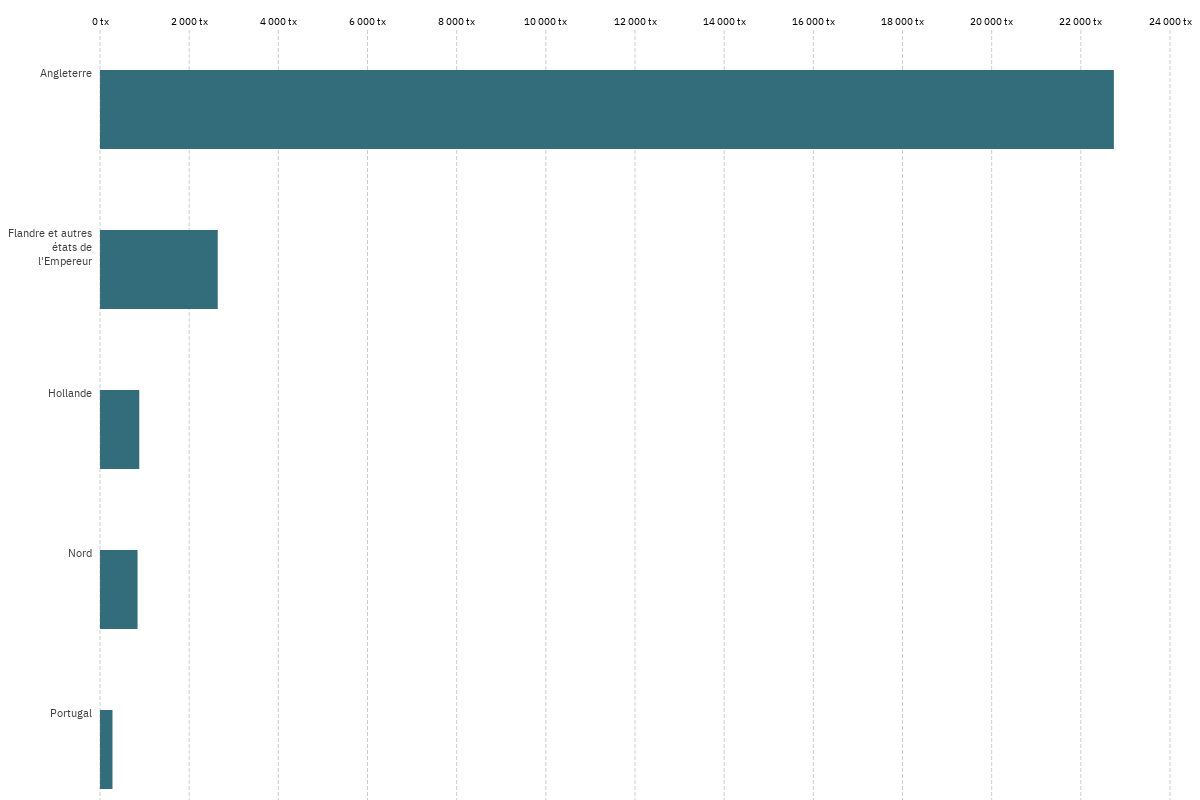 0 tx 2 000 tx 4 000 tx 6 000 tx 8 000 tx 10 000 tx 12 000 tx 14 000 tx 16 000 tx 18 000 tx 20 000 tx 22 000 tx 24 000 tx
Angleterre
Flandre et autres
états de
l'Empereur
Hollande
Nord
Portugal